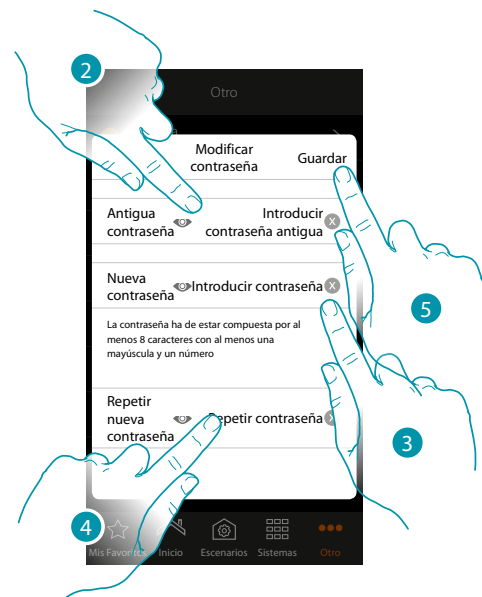 2
Otro
Modificar
contraseña
Guardar
Antigua
contraseña
Introducir
contraseña antigua
X
Nueva
contraseña
Introducir contraseña
X
5
La contraseña ha de estar compuesta por al
menos 8 caracteres con al menos una
mayúscula y un número
Repetir
nueva
contraseña
Repetir contraseña
X
3
4
Mis Favoritos
Inicio
Escenarios
Sistemas
Otro